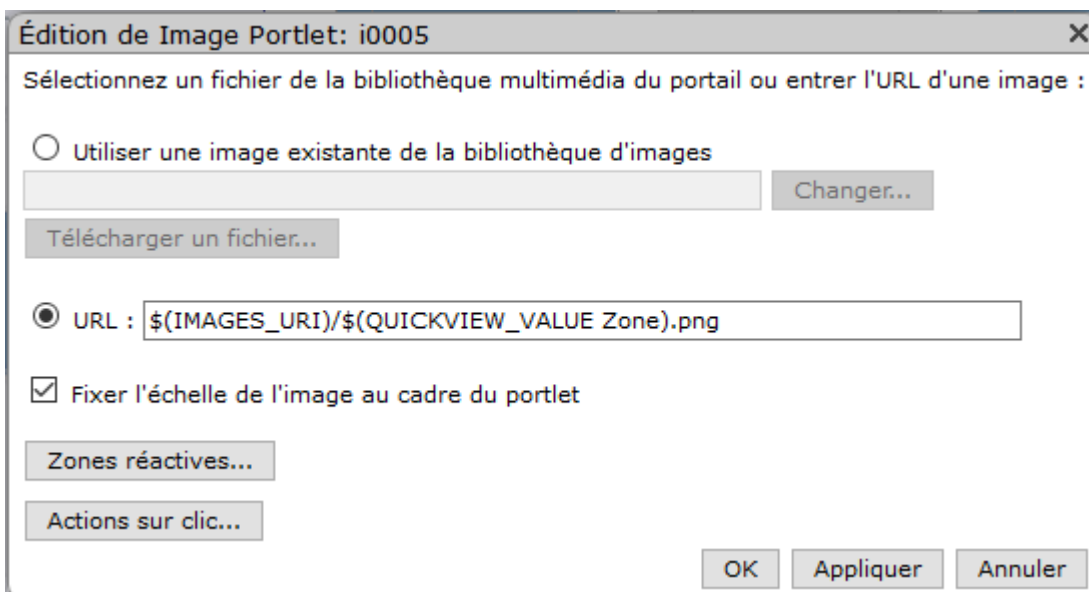 Édition de Image Portlet: i0005
Sélectionnez un fichier de la bibliothèque multimédia du portail ou entrer l'URL d'une image :
Utiliser une image existante de la bibliothèque d'images
Changer...
Télécharger un fichier...
URL : $(IMAGES_URI)/$(QUICKVIEW_VALUE Zone).png
Fixer l'échelle de l'image au cadre du portlet
Zones réactives...
Actions sur clic...
OK Appliquer Annuler